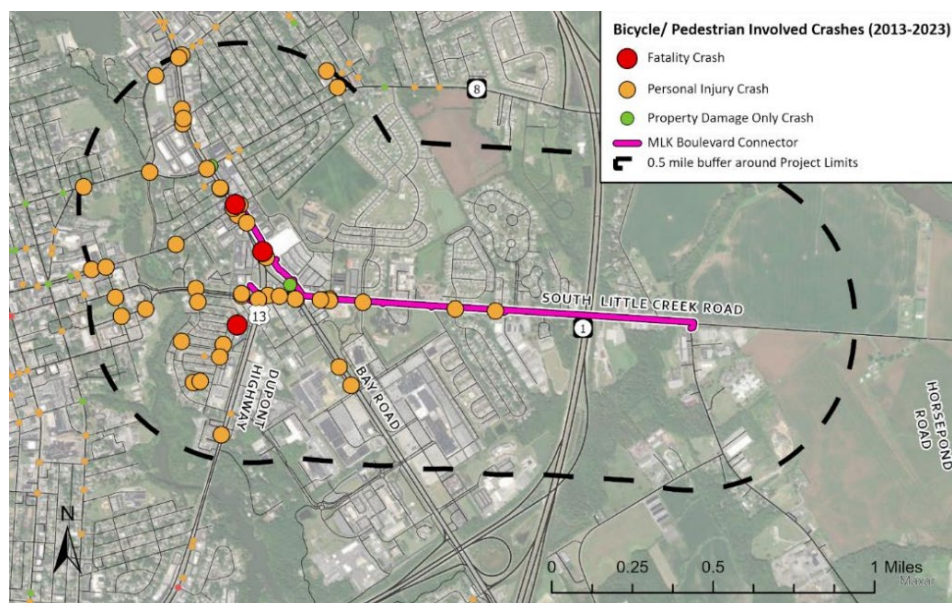 Bicycle/ Pedestrian Involved Crashes (2013-2023)
Fatality Crash
Personal Injury Crash
Property Damage Only Crash
MLK Boulevard Connector
0.5 mile buffer around Project Limits
8
SOUTH LITTLE CREEK ROAD
13
1
DUPONT
HIGHWAY
BAY ROAD
HORSEPOND
ROAD
N
0 0.25 0.5 1 Miles
Maxar